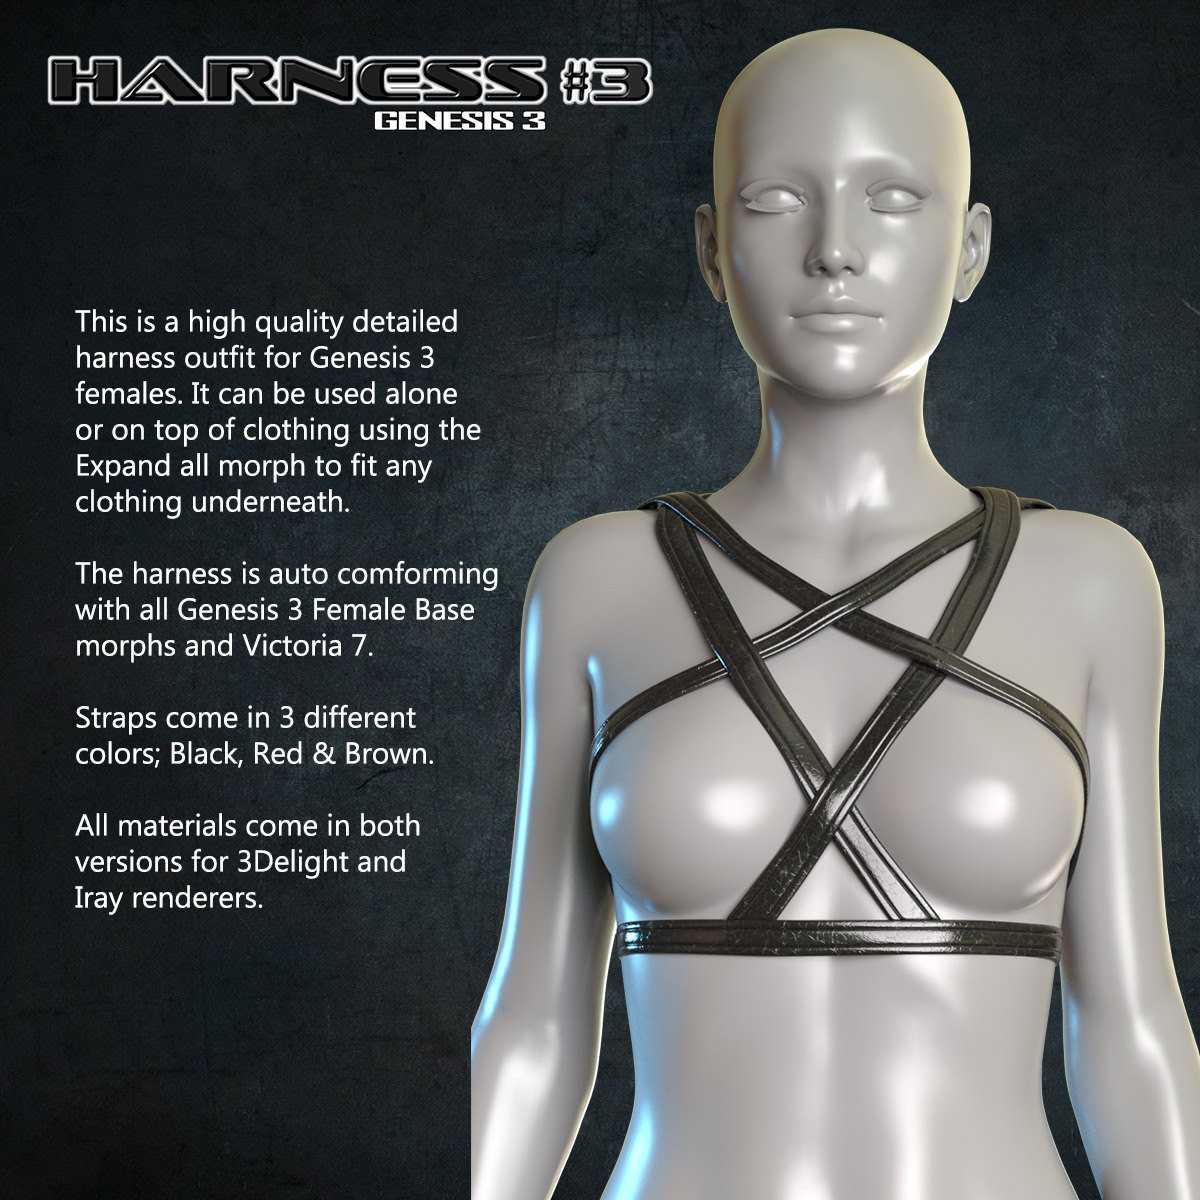 HARNESS #3
GENESIS 3
This is a high quality detailed
harness outfit for Genesis 3
females. It can be used alone
or on top of clothing using the
Expand all morph to fit any
clothing underneath.
The harness is auto comforming
with all Genesis 3 Female Base
morphs and Victoria 7.
Straps come in 3 different
colors; Black, Red & Brown.
All materials come in both
versions for 3Delight and
Iray renderers.